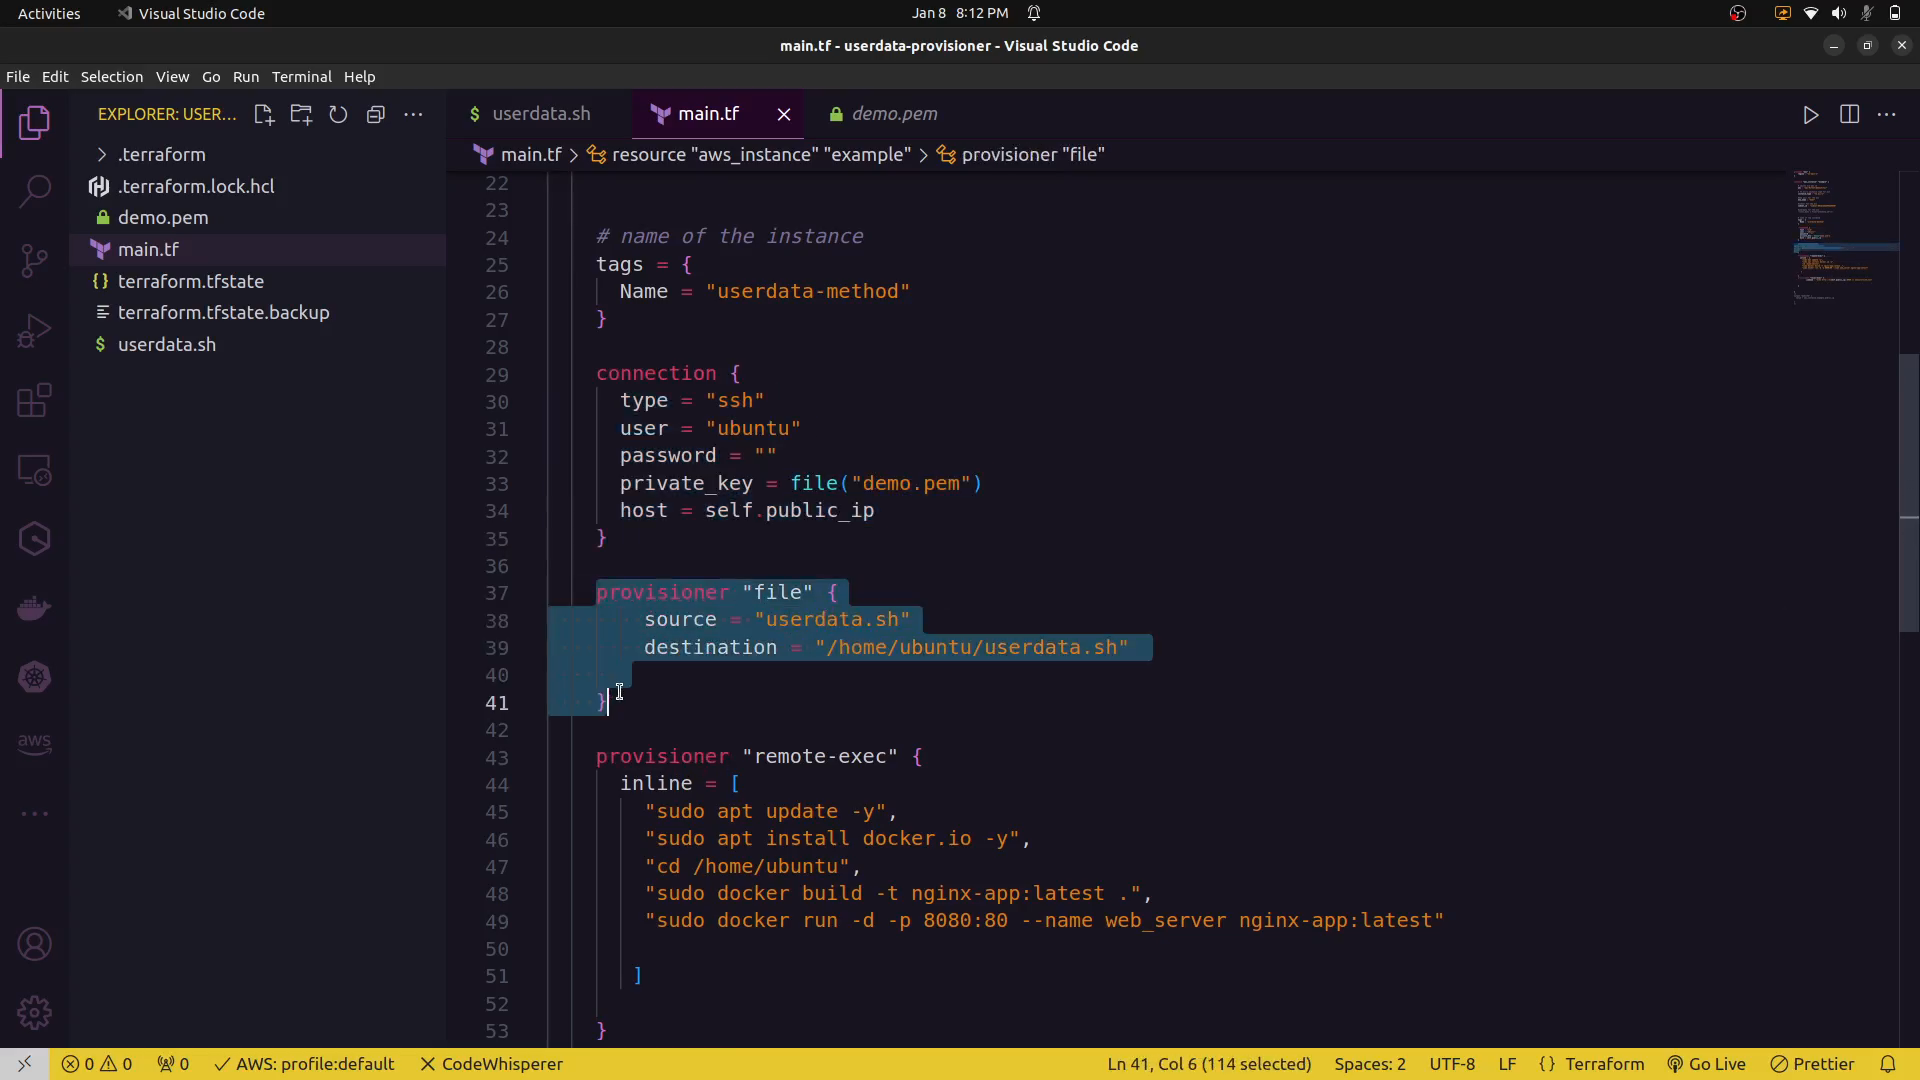 Activities
Visual Studio Code
Jan 8 8:12 PM
main.tf - userdata-provisioner - Visual Studio Code
File Edit Selection View Go Run Terminal Help
EXPLORER: USER...
.terraform
.terraform.lock.hcl
demo.pem
main.tf
terraform.tfstate
terraform.tfstate.backup
userdata.sh
aws
$ userdata.sh
main.tf
demo.pem
main.tf > resource "aws_instance" "example" > provisioner "file"
22
23
24 # name of the instance
25 tags = {
26 Name = "userdata-method"
27 }
28
29 connection {
30 type = "ssh"
31 user = "ubuntu"
32 password = ""
33 private_key = file("demo.pem")
34 host = self.public_ip
35 }
36
37 provisioner "file" {
38 source = "userdata.sh"
39 destination = "/home/ubuntu/userdata.sh"
40
41 }
42
43 provisioner "remote-exec" {
44 inline = [
45 "sudo apt update -y",
46 "sudo apt install docker.io -y",
47 "cd /home/ubuntu",
48 "sudo docker build -t nginx-app:latest .",
49 "sudo docker run -d -p 8080:80 --name web_server nginx-app:latest"
50
51 ]
52
53 }
0 0 0 AWS: profile:default CodeWhisperer
Ln 41, Col 6 (114 selected) Spaces: 2 UTF-8 LF {} Terraform Go Live Prettier